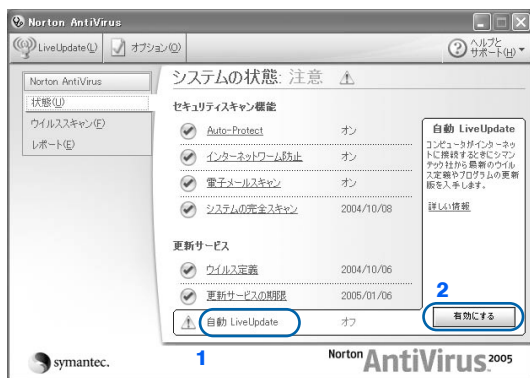 Norton AntiVirus
LiveUpdate(L) オプション(O) ヘルプとサポート(H)
Norton AntiVirus
状態(U)
ウイルススキャン(F)
レポート(E)
システムの状態: 注意
セキュリティスキャン機能
Auto-Protect オン
インターネットワーム防止 オン
電子メールスキャン オン
システムの完全スキャン 2004/10/08
更新サービス
ウイルス定義 2004/10/06
更新サービスの期限 2005/01/06
自動 LiveUpdate オフ
自動 LiveUpdate
コンピュータがインターネッ
トに接続するときにシマン
テック社から最新のウイル
ス定義やプログラムの更新
版を入手します。
詳しい情報
2
有効にする
1
symantec.
Norton AntiVirus 2005